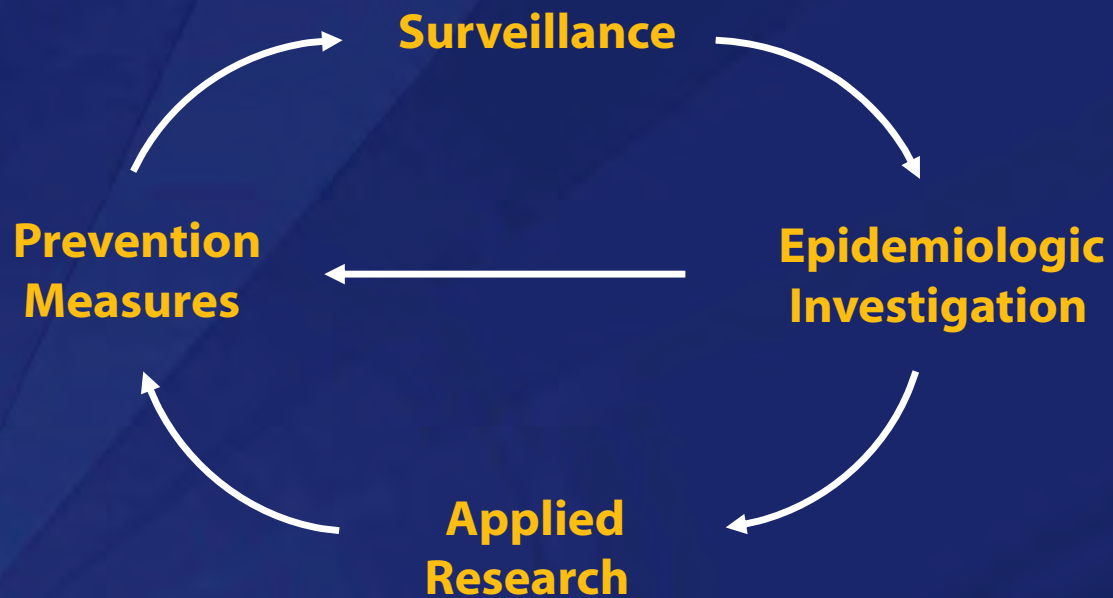 Surveillance
Prevention
Measures
Epidemiologic
Investigation
Applied
Research